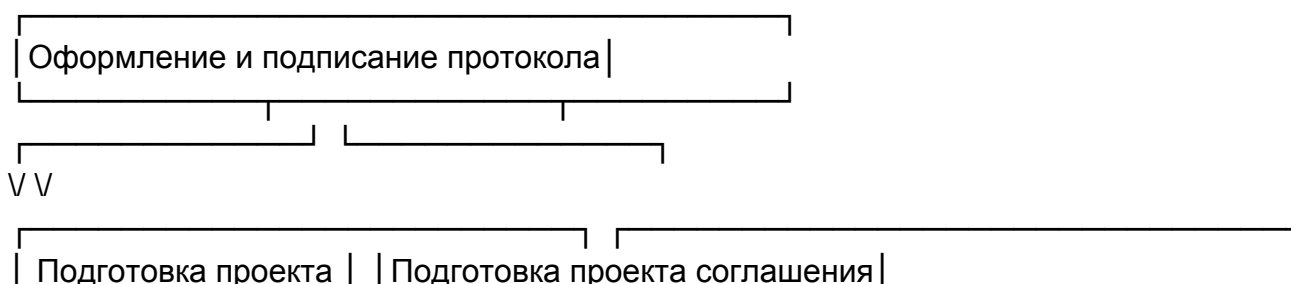 Оформление и подписание протокола
\/ \/
Подготовка проекта Подготовка проекта соглашения